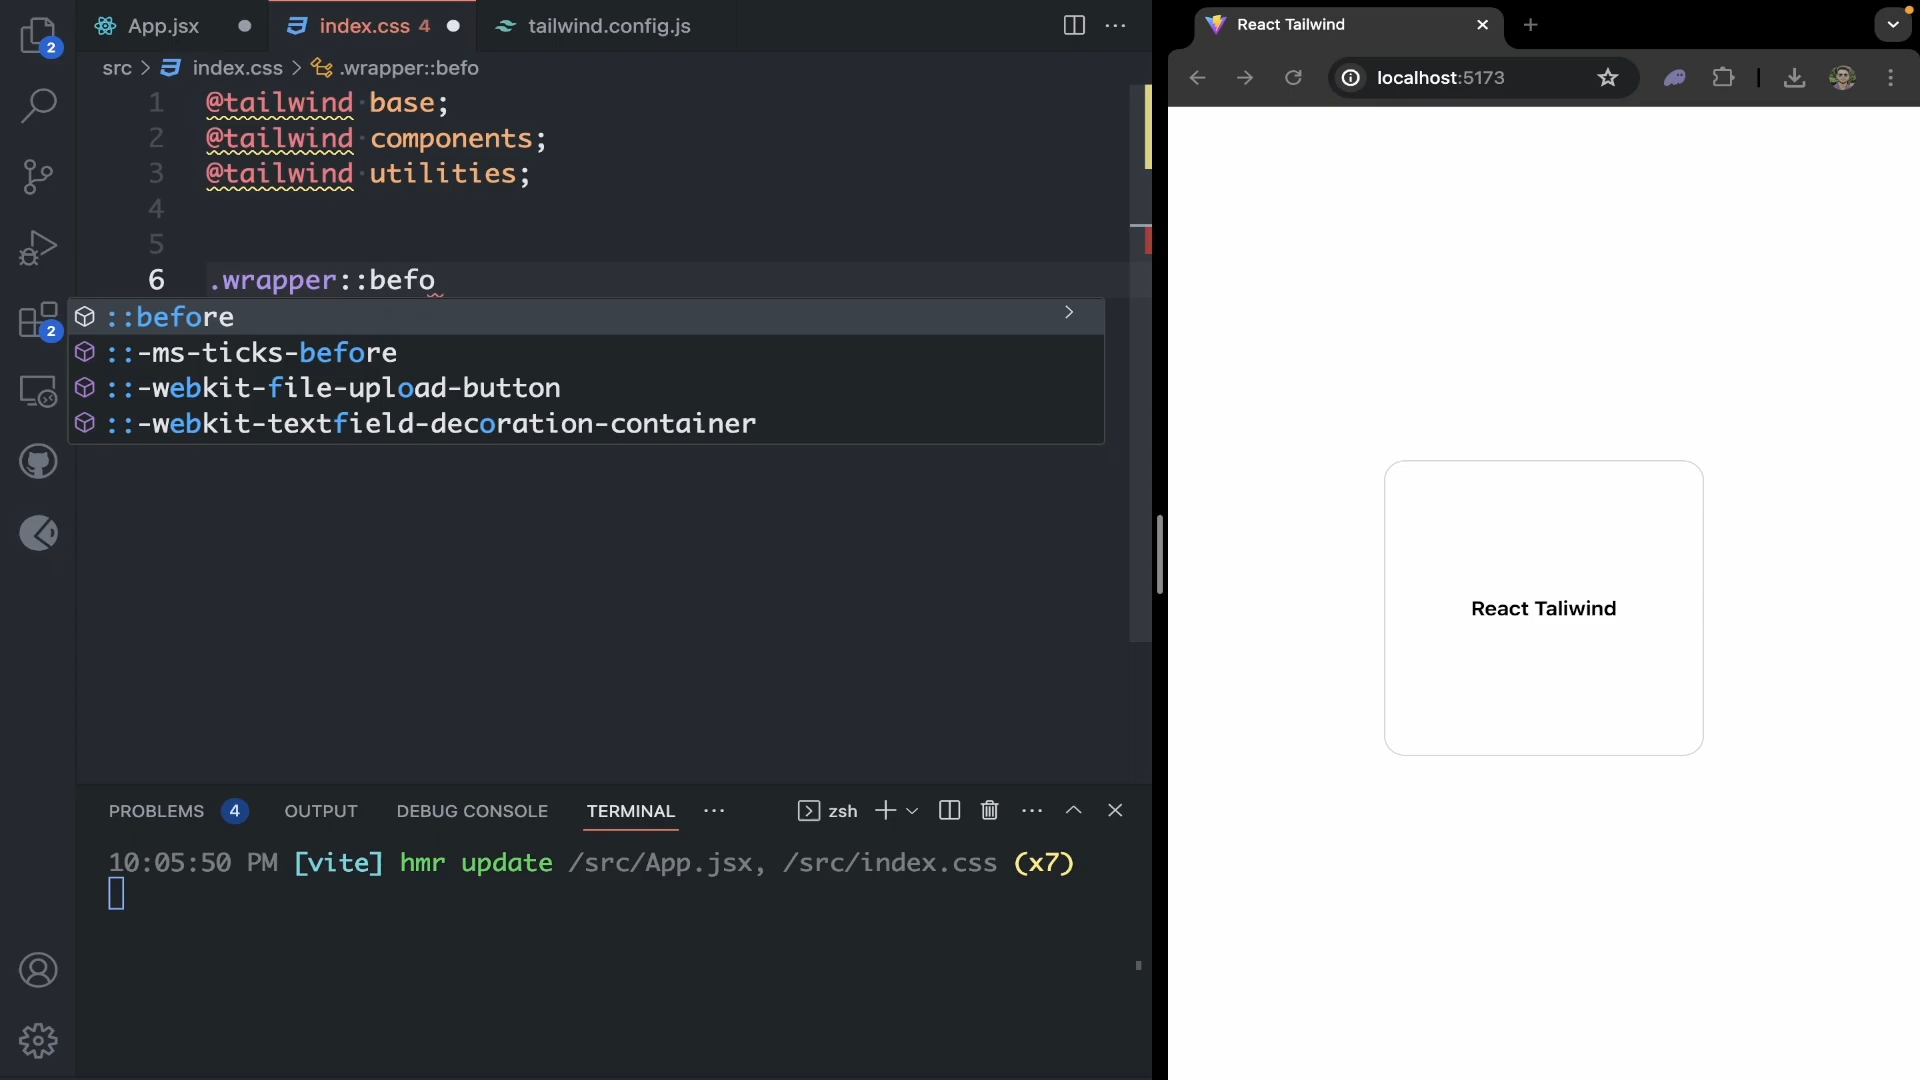 2
2
App.jsx
index.css 4
tailwind.config.js
src > index.css > .wrapper::befo
1 @tailwind base;
2 @tailwind components;
3 @tailwind utilities;
4
5
6 .wrapper::befo
::before
::-ms-ticks-before
::-webkit-file-upload-button
::-webkit-textfield-decoration-container
PROBLEMS 4 OUTPUT DEBUG CONSOLE TERMINAL ··· zsh
10:05:50 PM [vite] hmr update /src/App.jsx, /src/index.css (x7)
React Tailwind
localhost:5173
React Taliwind